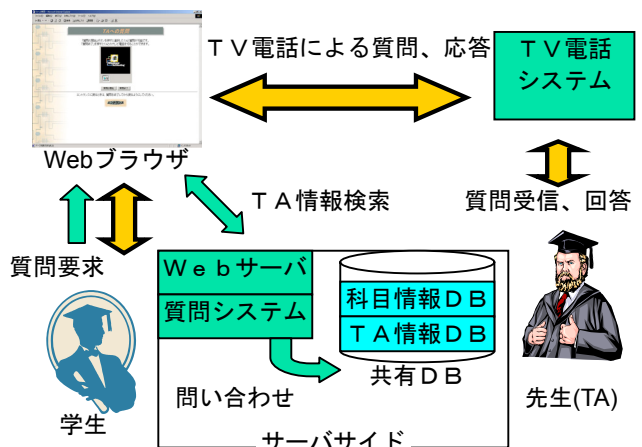 TV電話による質問、応答
TV電話
システム
Webブラウザ
TA情報検索
質問受信、回答
質問要求
Webサーバ
質問システム
科目情報DB
TA情報DB
共有DB
問い合わせ
学生
先生(TA)
サーバサイド